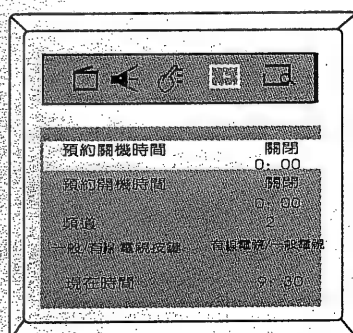 預約關機時間 關閉
0: 00
預約開機時間 關閉
0: 00
頻道 2
一般/有線 電視按鍵 有線電視/一般電視
現在時間 9: 30